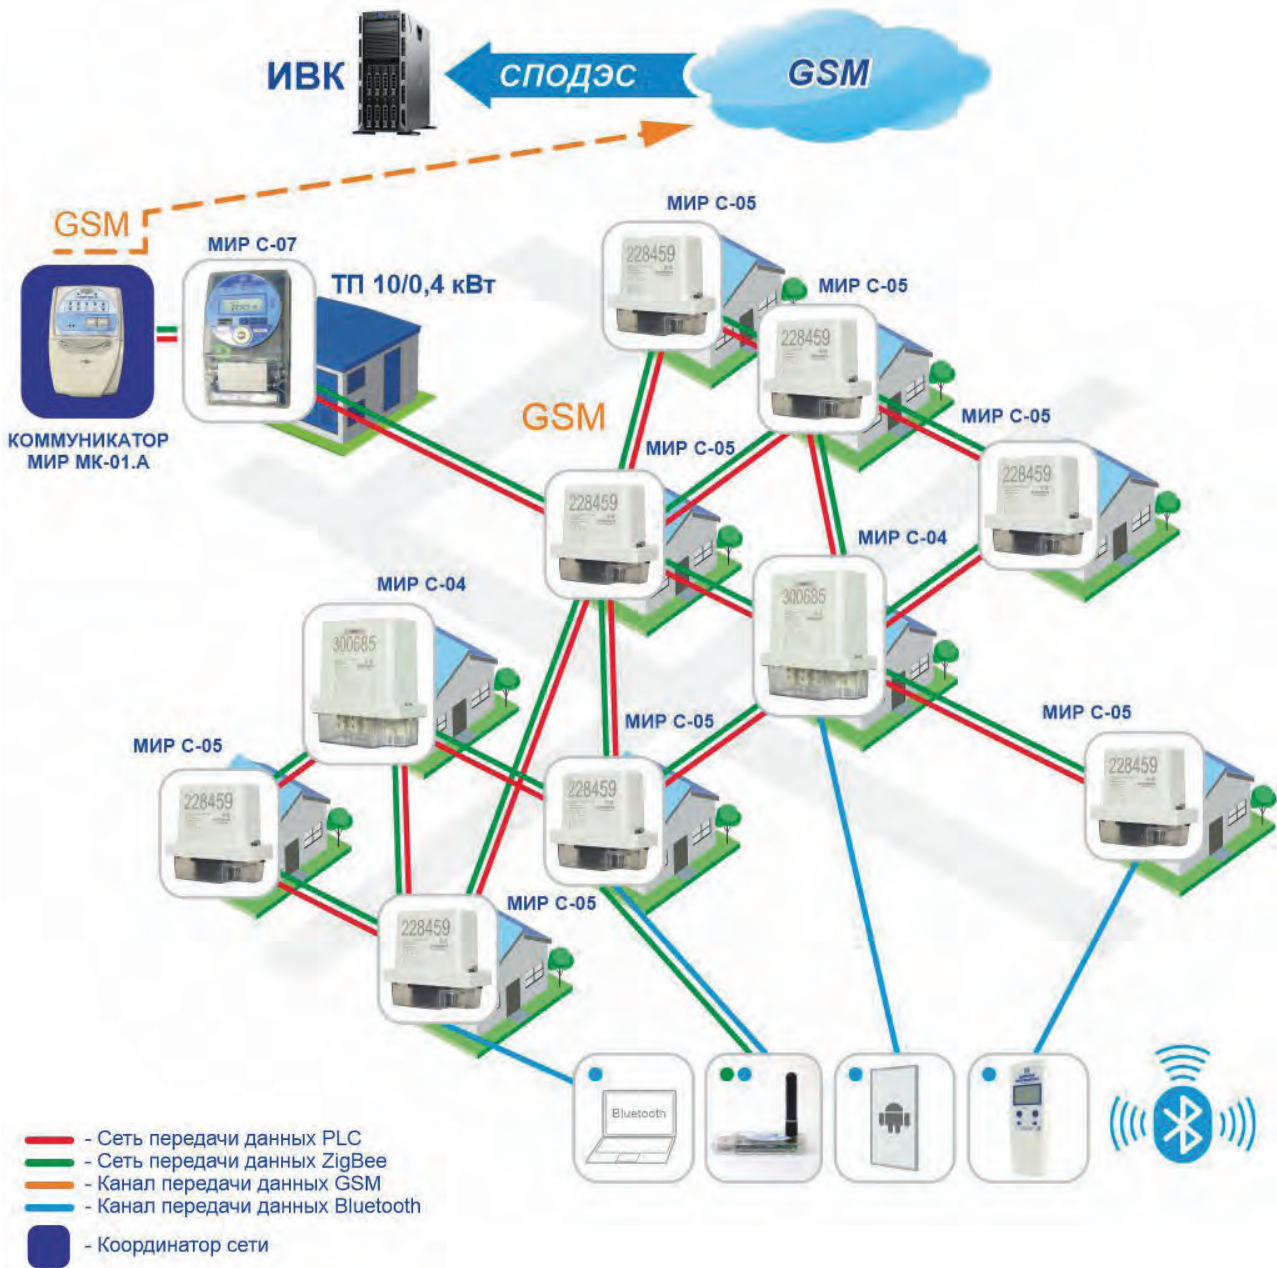 ИВК
СПОДЭС
GSM
GSM
МИР С-05
МИР С-07
ТП 10/0,4 кВт
МИР С-05
228459
228459
КОММУНИКАТОР
МИР МК-01.А
GSM
МИР С-05
МИР С-05
228459
228459
МИР С-04
300685
МИР С-04
300685
МИР С-05
МИР С-05
МИР С-05
228459
228459
228459
МИР С-05
228459
Bluetooth
- Сеть передачи данных PLC
- Сеть передачи данных ZigBee
- Канал передачи данных GSM
- Канал передачи данных Bluetooth
- Координатор сети